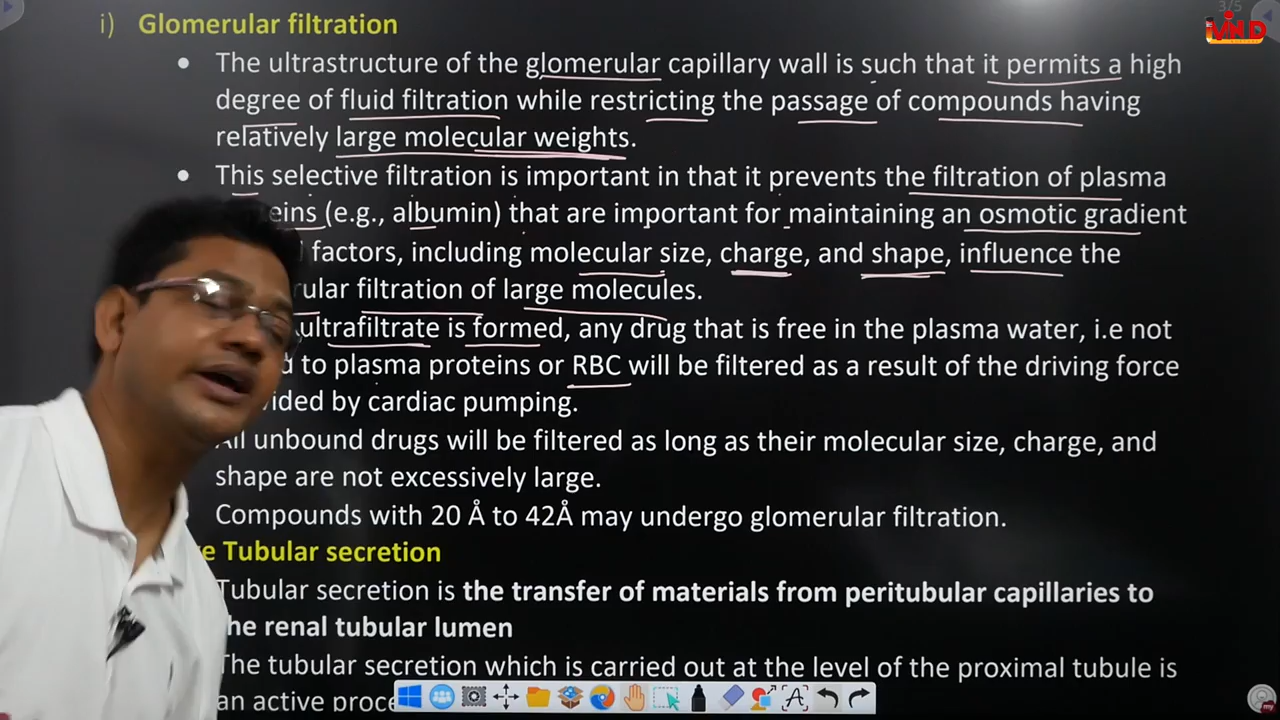 3/5
MIND
i) Glomerular filtration
• The ultrastructure of the glomerular capillary wall is such that it permits a high
degree of fluid filtration while restricting the passage of compounds having
relatively large molecular weights.
• This selective filtration is important in that it prevents the filtration of plasma
eins (e.g., albumin) that are important for maintaining an osmotic gradient
factors, including molecular size, charge, and shape, influence the
ular filtration of large molecules.
ultrafiltrate is formed, any drug that is free in the plasma water, i.e not
d to plasma proteins or RBC will be filtered as a result of the driving force
ided by cardiac pumping.
All unbound drugs will be filtered as long as their molecular size, charge, and
shape are not excessively large.
Compounds with 20 Å to 42Å may undergo glomerular filtration.
e Tubular secretion
Tubular secretion is the transfer of materials from peritubular capillaries to
the renal tubular lumen
The tubular secretion which is carried out at the level of the proximal tubule is
an active proce